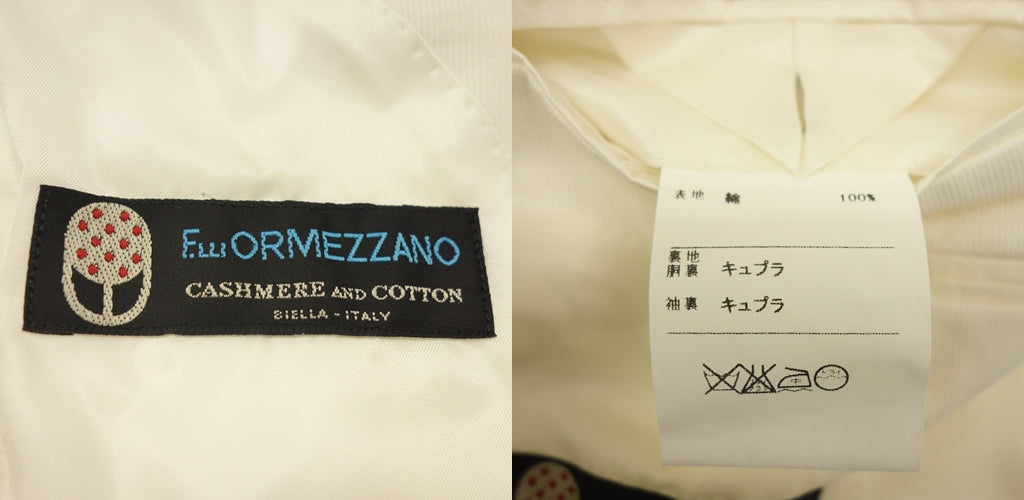 F.LLI ORMEZZANO
CASHMERE AND COTTON
BIELLA - ITALY
表地 綿 100%
裏地
胴裏 キュプラ
袖裏 キュプラ